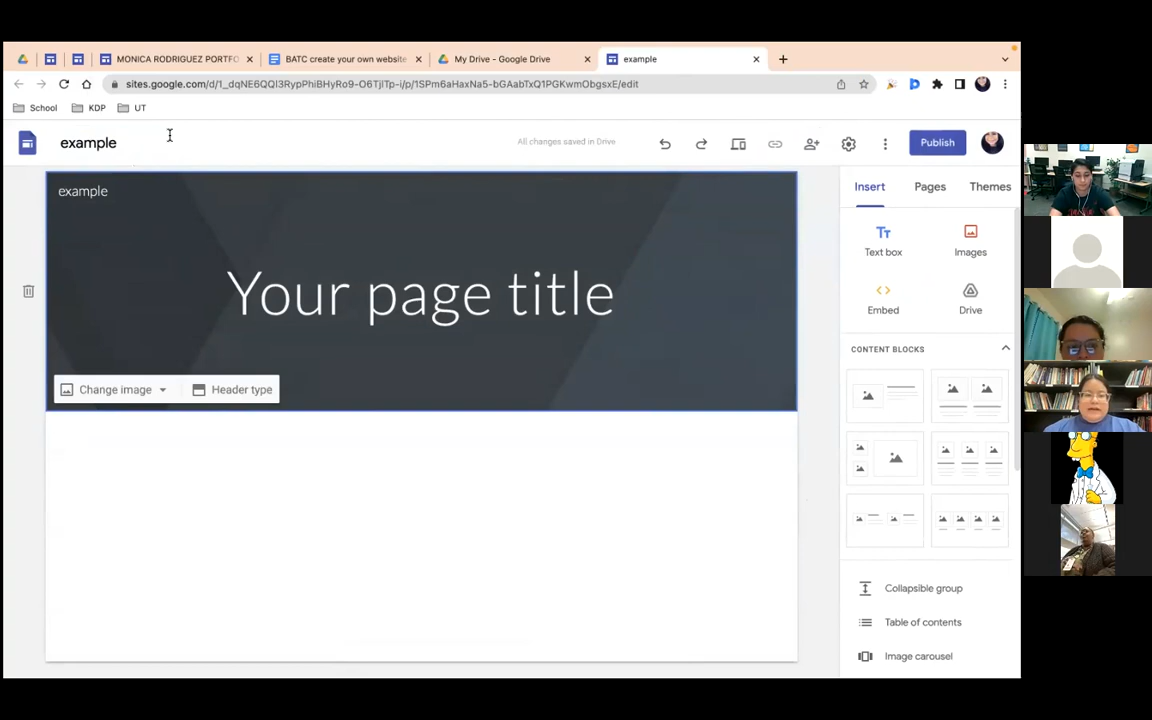 MONICA RODRIGUEZ PORTFO
BATC create your own website
My Drive - Google Drive
example
sites.google.com/d/1_dqNE6QQI3RypPhiBHyRo9-O6TjITp-i/p/1SPm6aHaxNa5-bGAabTxQ1PGKwmObgsxE/edit
School
KDP
UT
example
All changes saved in Drive
Publish
example
Your page title
Change image
Header type
Insert
Pages
Themes
Text box
Images
Embed
Drive
CONTENT BLOCKS
Collapsible group
Table of contents
Image carousel